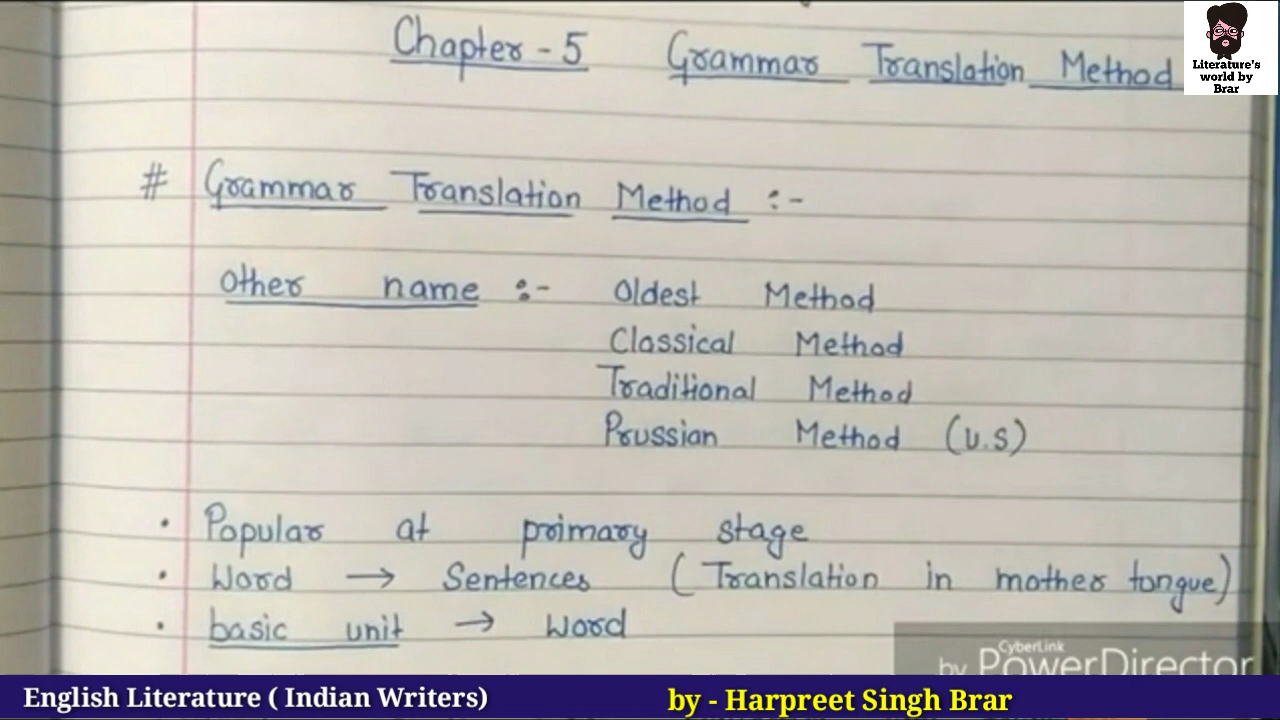 Chapter - 5 Grammar Translation Method
Literature's
world by
Brar
# Grammar Translation Method :-
Other name :- Oldest Method
Classical Method
Traditional Method
Prussian Method (U.S)
• Popular at primary stage
• Word → Sentences (Translation in mother tongue)
• basic unit → Word
CyberLink
by PowerDirector
English Literature ( Indian Writers) by - Harpreet Singh Brar